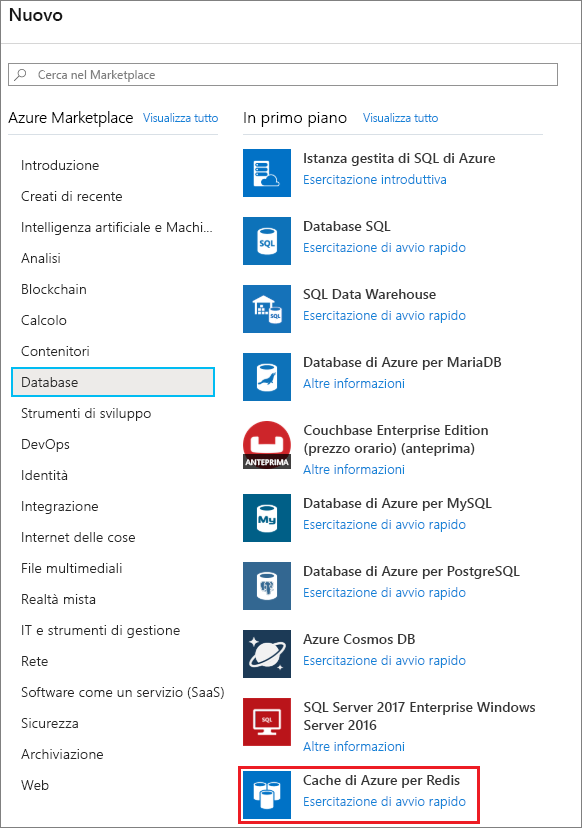 Nuovo
Cerca nel Marketplace
Azure Marketplace Visualizza tutto
Introduzione
Creati di recente
Intelligenza artificiale e Machi...
Analisi
Blockchain
Calcolo
Contenitori
Database
Strumenti di sviluppo
DevOps
Identità
Integrazione
Internet delle cose
File multimediali
Realtà mista
IT e strumenti di gestione
Rete
Software come un servizio (SaaS)
Sicurezza
Archiviazione
Web
In primo piano Visualizza tutto
Istanza gestita di SQL di Azure
Esercitazione introduttiva
SQL
Database SQL
Esercitazione di avvio rapido
SQL
SQL Data Warehouse
Esercitazione di avvio rapido
Database di Azure per MariaDB
Altre informazioni
ANTEPRIMA
Couchbase Enterprise Edition
(prezzo orario) (anteprima)
Altre informazioni
My
Database di Azure per MySQL
Esercitazione di avvio rapido
Database di Azure per PostgreSQL
Esercitazione di avvio rapido
Azure Cosmos DB
Esercitazione di avvio rapido
SQL
SQL Server 2017 Enterprise Windows
Server 2016
Altre informazioni
Cache di Azure per Redis
Esercitazione di avvio rapido